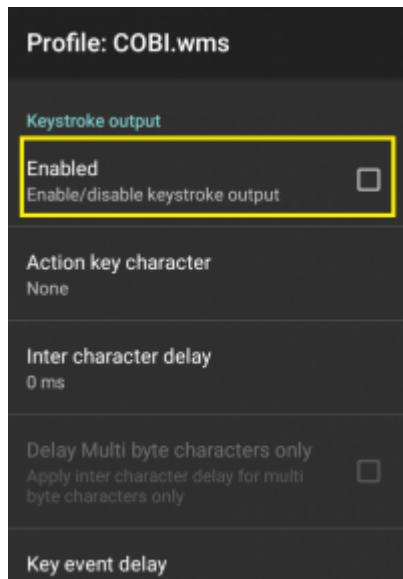 Profile: COBI.wms
Keystroke output
Enabled
Enable/disable keystroke output
Action key character
None
Inter character delay
0 ms
Delay Multi byte characters only
Apply inter character delay for multi
byte characters only
Key event delay